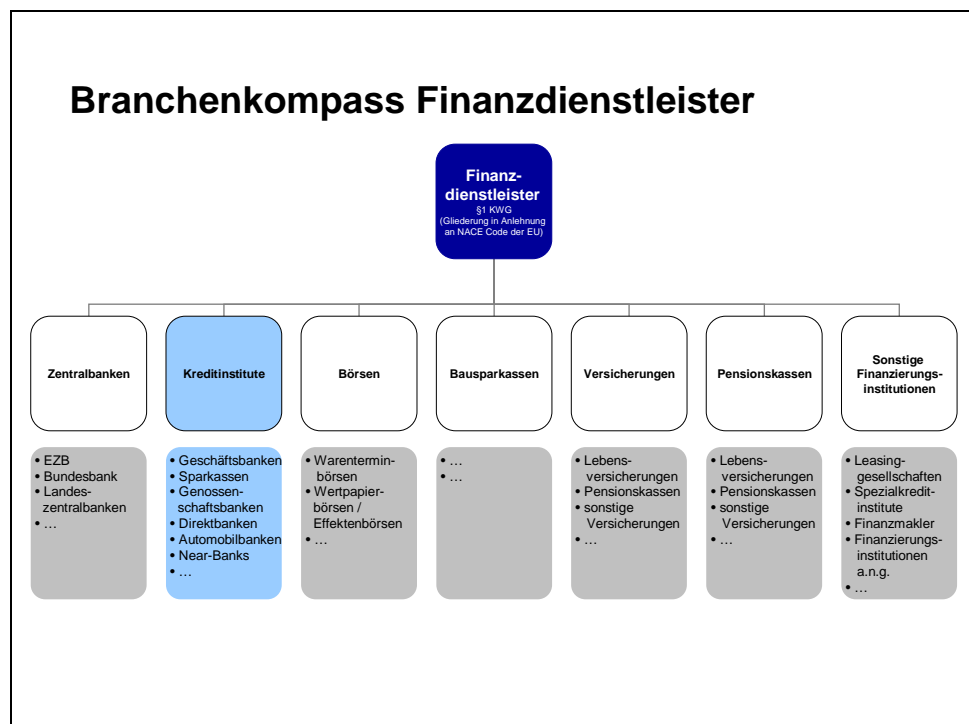 Branchenkompass Finanzdienstleister
Finanz-
dienstleister
§1 KWG
(Gliederung in Anlehnung
an NACE Code der EU)
Zentralbanken
Kreditinstitute
Börsen
Bausparkassen
Versicherungen
Pensionskassen
Sonstige
Finanzierungs-
institutionen
• EZB
• Bundesbank
• Landes-
zentralbanken
• …
• Geschäftsbanken
• Sparkassen
• Genossen-
schaftsbanken
• Direktbanken
• Automobilbanken
• Near-Banks
• …
• Warentermin-
börsen
• Wertpapier-
börsen /
Effektenbörsen
• …
• …
• …
• Lebens-
versicherungen
• Pensionskassen
• sonstige
Versicherungen
• …
• Lebens-
versicherungen
• Pensionskassen
• sonstige
Versicherungen
• …
• Leasing-
gesellschaften
• Spezialkredit-
institute
• Finanzmakler
• Finanzierungs-
institutionen
a.n.g.
• …